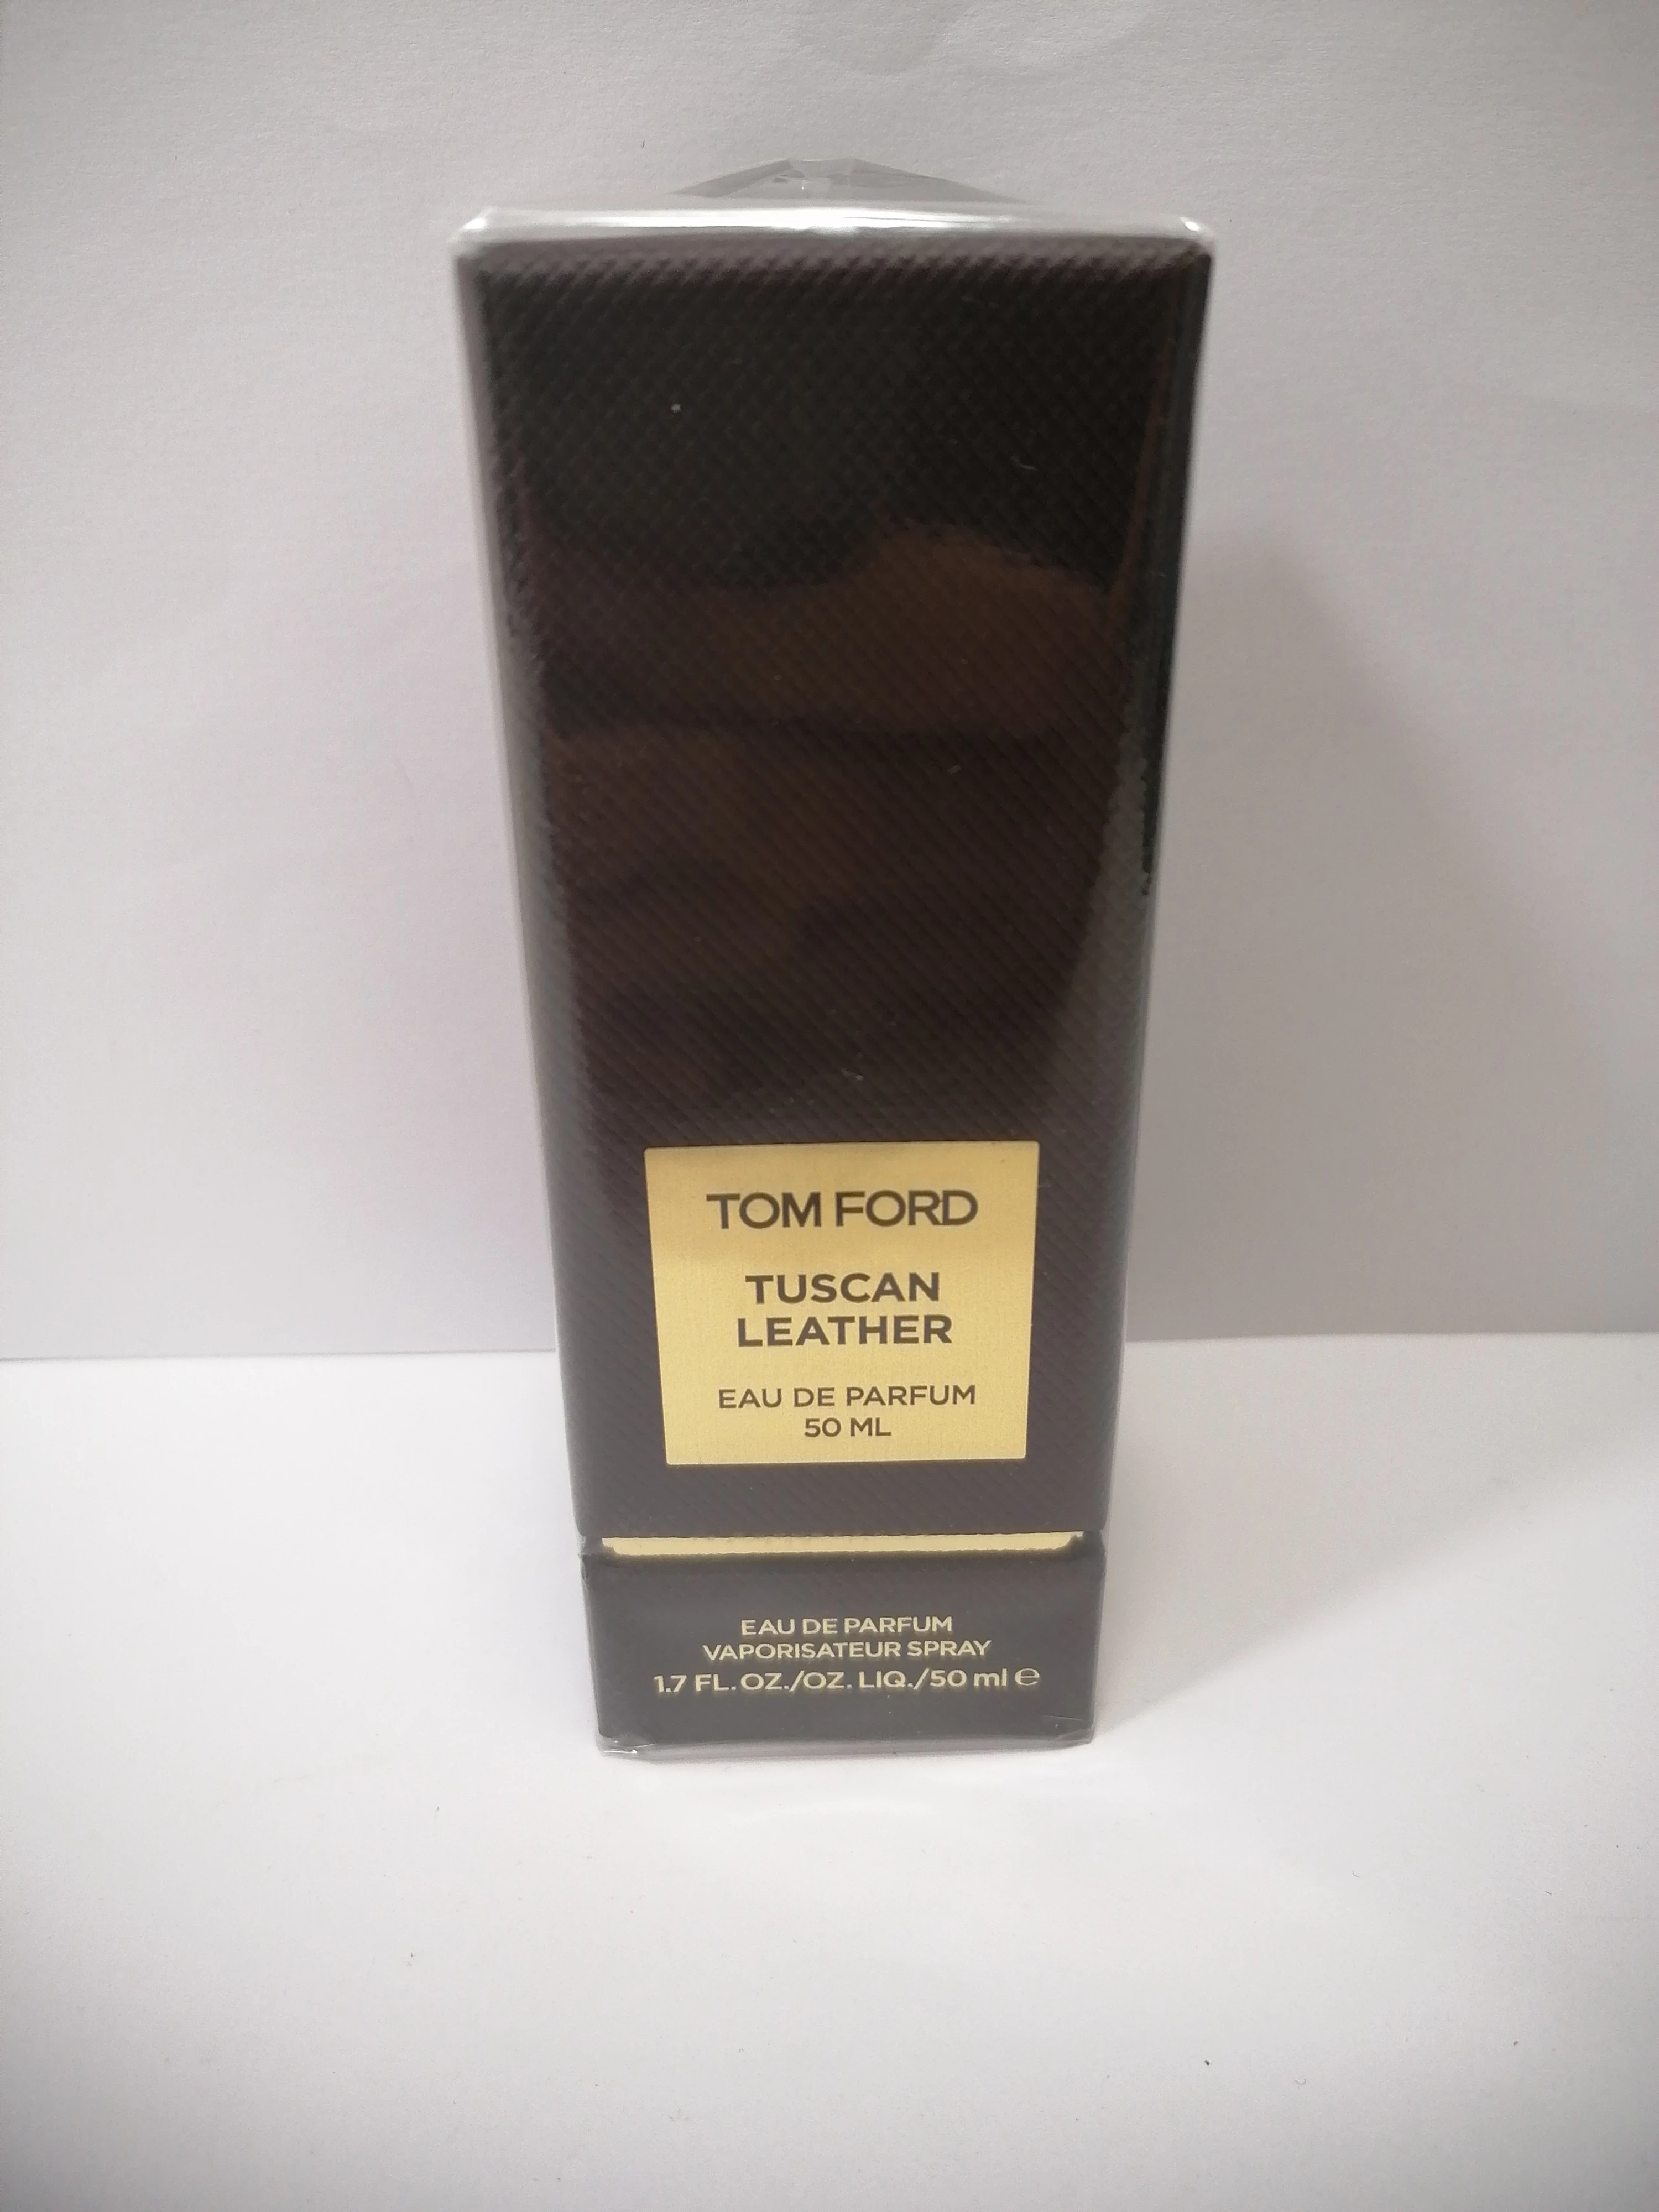 TOM FORD
TUSCAN
LEATHER
EAU DE PARFUM
50 ML
EAU DE PARFUM
VAPORISATEUR SPRAY
1.7 FL. OZ./OZ. LIQ./50 ml ℮